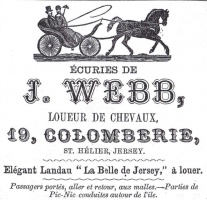 ÉCURIES DE
J. WEBB,
LOUEUR DE CHEVAUX,
19, COLOMBERIE,
ST. HÉLIER, JERSEY.
Elégant Landau "La Belle de Jersey," à louer.
Passagers portés, aller et retour, aux malles.—Parties de
Pic-Nic conduites autour de l'île.